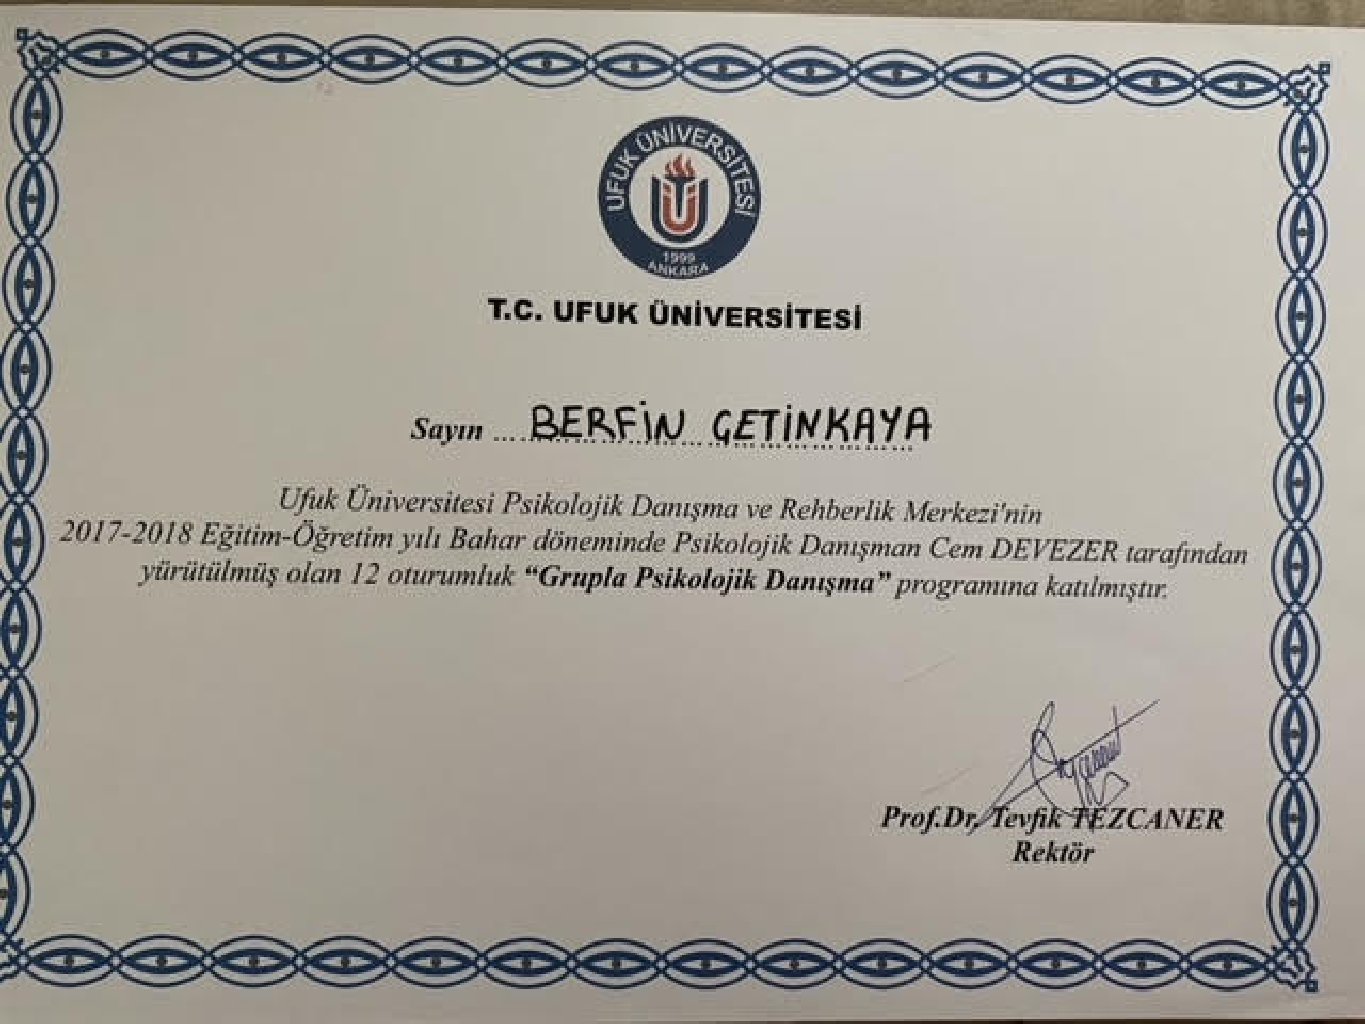 UFUK ÜNİVERSİTESİ
1999
ANKARA
T.C. UFUK ÜNİVERSİTESİ
Sayın ... BERFİN ÇETİNKAYA
Ufuk Üniversitesi Psikolojik Danışma ve Rehberlik Merkezi'nin
2017-2018 Eğitim-Öğretim yılı Bahar döneminde Psikolojik Danışman Cem DEVEZER tarafından
yürütülmüş olan 12 oturumluk “Grupla Psikolojik Danışma” programına katılmıştır.
Prof.Dr. Tevfik TEZCANER
Rektör